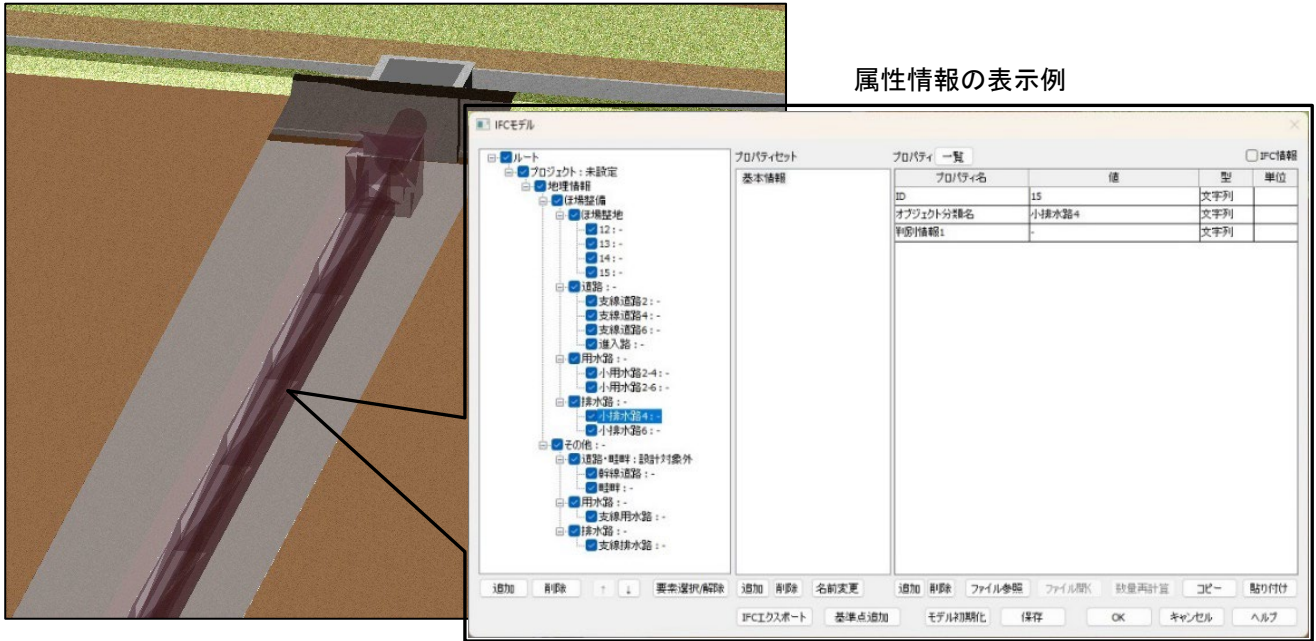 属性情報の表示例
IFCモデル
ルート
プロジェクト：未設定
地理情報
ほ場整備
ほ場整地
12：-
13：-
14：-
15：-
道路：-
支線道路2：-
支線道路4：-
支線道路6：-
進入路：-
用水路：-
小用水路2-4：-
小用水路2-6：-
排水路：-
小排水路4：-
小排水路6：-
その他：-
道路・畦畔：設計対象外
幹線道路：-
畦畔：-
用水路：-
支線用水路：-
排水路：-
支線排水路：-
追加 削除 ↑ ↓ 要素選択/解除
プロパティセット
基本情報
追加 削除 名前変更
プロパティ 一覧 IFC情報
プロパティ名 値 型 単位
ID 15 文字列
オブジェクト分類名 小排水路4 文字列
判別情報1 - 文字列
追加 削除 ファイル参照 ファイル開く 数量再計算 コピー 貼り付け
IFCエクスポート 基準点追加 モデル初期化 保存 OK キャンセル ヘルプ